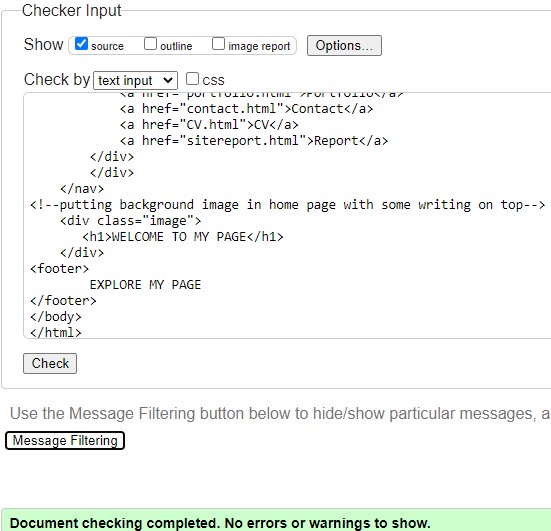 Checker Input
Show source outline image report Options...
Check by text input CSS
<a href="portfolio.html">Portfolio</a>
<a href="contact.html">Contact</a>
<a href="CV.html">CV</a>
<a href="sitereport.html">Report</a>
</div>
</div>
</nav>
<!--putting background image in home page with some writing on top-->
<div class="image">
<h1>WELCOME TO MY PAGE</h1>
</div>
<footer>
EXPLORE MY PAGE
</footer>
</body>
</html>
Check
Use the Message Filtering button below to hide/show particular messages, a
Message Filtering
Document checking completed. No errors or warnings to show.